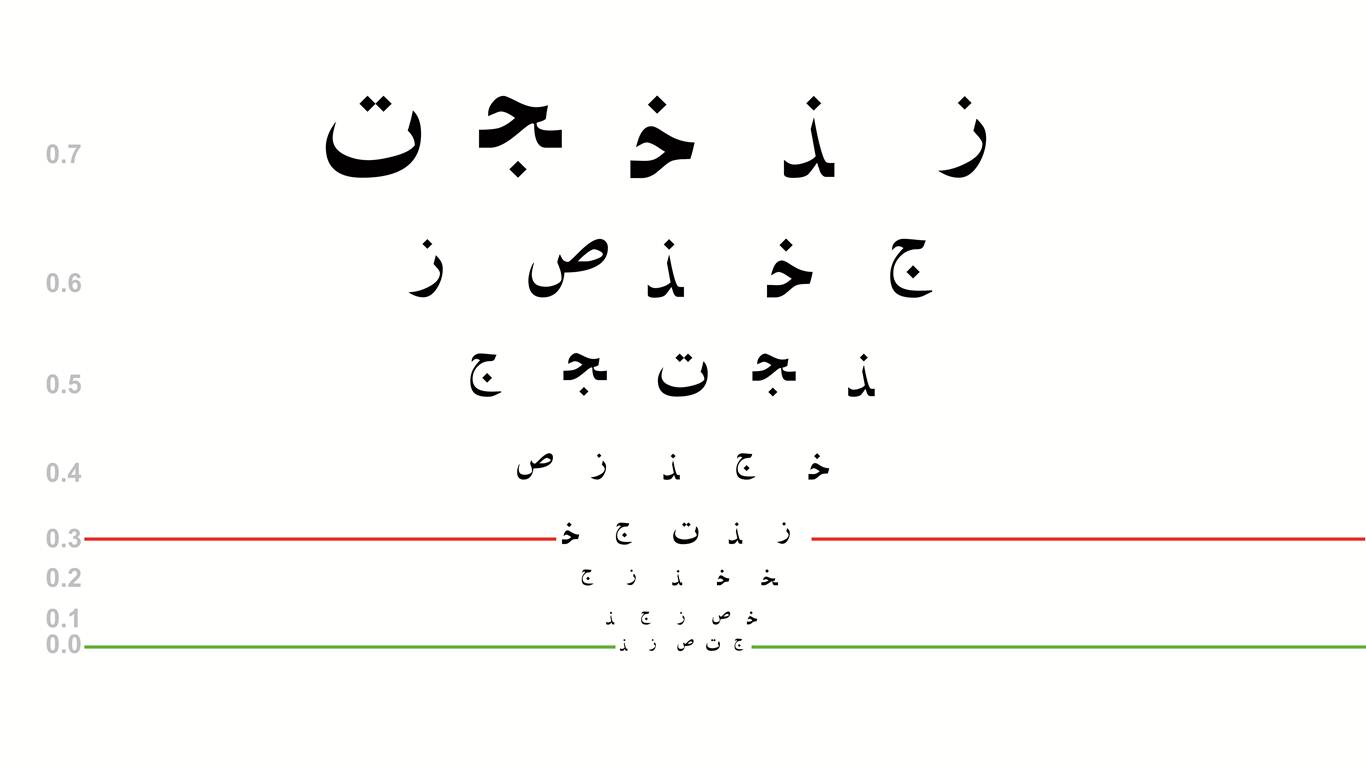 0.7 ز ذ خ ج ت
0.6 ج خ ذ ص ز
0.5 ذ ج ت ج ج
0.4 خ ج ذ ز ص
0.3 ز ذ ت ج خ
0.2 خ خ ذ ز ج
0.1 خ ص ز ج ذ
0.0 ج ت ص ز ذ